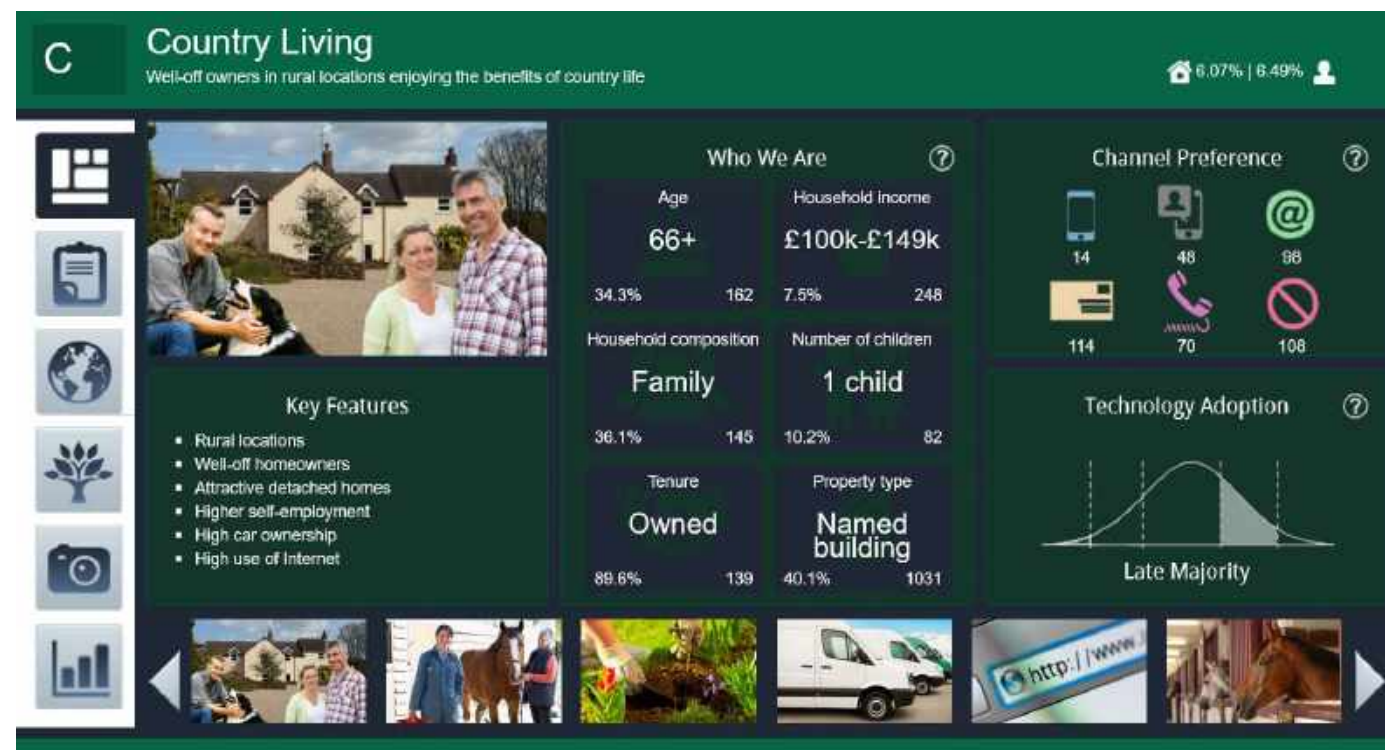 C
Country Living
Well-off owners in rural locations enjoying the benefits of country life
6.07% | 6.49%
Who We Are
?
Age
66+
34.3% 162
Household income
£100k-£149k
7.5% 248
Household composition
Family
36.1% 145
Number of children
1 child
10.2% 82
Tenure
Owned
89.6% 139
Property type
Named
building
40.1% 1031
Channel Preference
?
14
48
@
98
114
70
108
Key Features
▪ Rural locations
▪ Well-off homeowners
▪ Attractive detached homes
▪ Higher self-employment
▪ High car ownership
▪ High use of Internet
Technology Adoption
?
Late Majority
http://www.